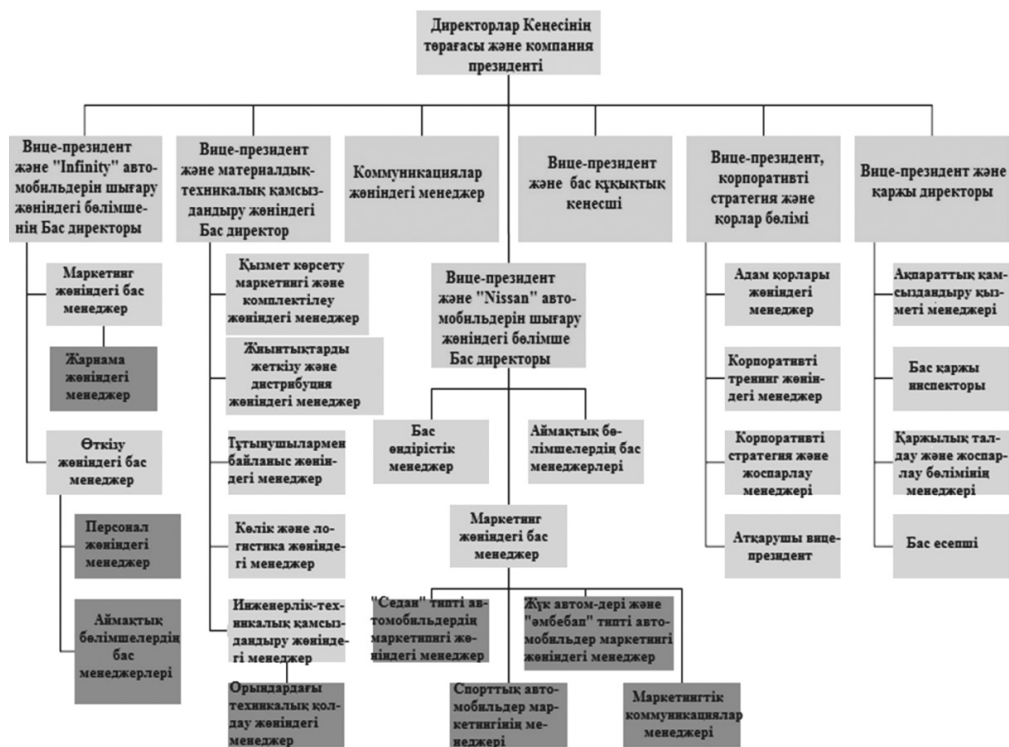 Директорлар Кеңесінің
төрағасы және компания
президенті
Вице-президент
және "Infinity" авто-
мобильдерін шығару
жөніндегі бөлімше-
нің Бас директоры
Вице-президент
және материалдық-
техникалық қамсыз-
дандыру жөніндегі
Бас директор
Коммуникациялар
жөніндегі менеджер
Вице-президент
және бас құқықтық
кеңесші
Вице-президент,
корпоративті
стратегия және
қорлар бөлімі
Вице-президент және
қаржы директоры
Маркетинг
жөніндегі бас
менеджер
Жарнама
жөніндегі
менеджер
Өткізу
жөніндегі бас
менеджер
Персонал
жөніндегі
менеджер
Аймақтық
бөлімшелердің
бас
менеджерлері
Қызмет көрсету
маркетингі және
комплектілеу
жөніндегі менеджер
Жиынтықтарды
жеткізу және
дистрибуция
жөніндегі менеджер
Тұтынушылармен
байланыс жөнін-
дегі менеджер
Көлік және ло-
гистика жөнінде-
гі менеджер
Инженерлік-тех-
никалық қамсыз-
дандыру жөнінде-
гі менеджер
Орындардағы
техникалық қол-
дау жөніндегі
менеджер
Вице-президент
және "Nissan" авто-
мобильдерін шығару
жөніндегі бөлімше
Бас директоры
Бас
өндірістік
менеджер
Аймақтық бө-
лімшелердің бас
менеджерлері
Маркетинг
жөніндегі бас
менеджер
"Седан" типті ав-
томобильдердің
маркетингі жө-
ніндегі менеджер
Жүк автом-дері және
"әмбебап" типті авто-
мобильдер маркетингі
жөніндегі менеджер
Спорттық авто-
мобильдер мар-
кетингінің ме-
неджері
Маркетингтік
коммуникациялар
менеджері
Адам қорлары
жөніндегі
менеджер
Корпоративті
тренинг жөнін-
дегі менеджер
Корпоративті
стратегия және
жоспарлау
менеджері
Атқарушы вице-
президент
Ақпараттық қам-
сыздандыру қыз-
меті менеджері
Бас қаржы
инспекторы
Қаржылық тал-
дау және жоспар-
лау бөлімінің
менеджері
Бас есепші